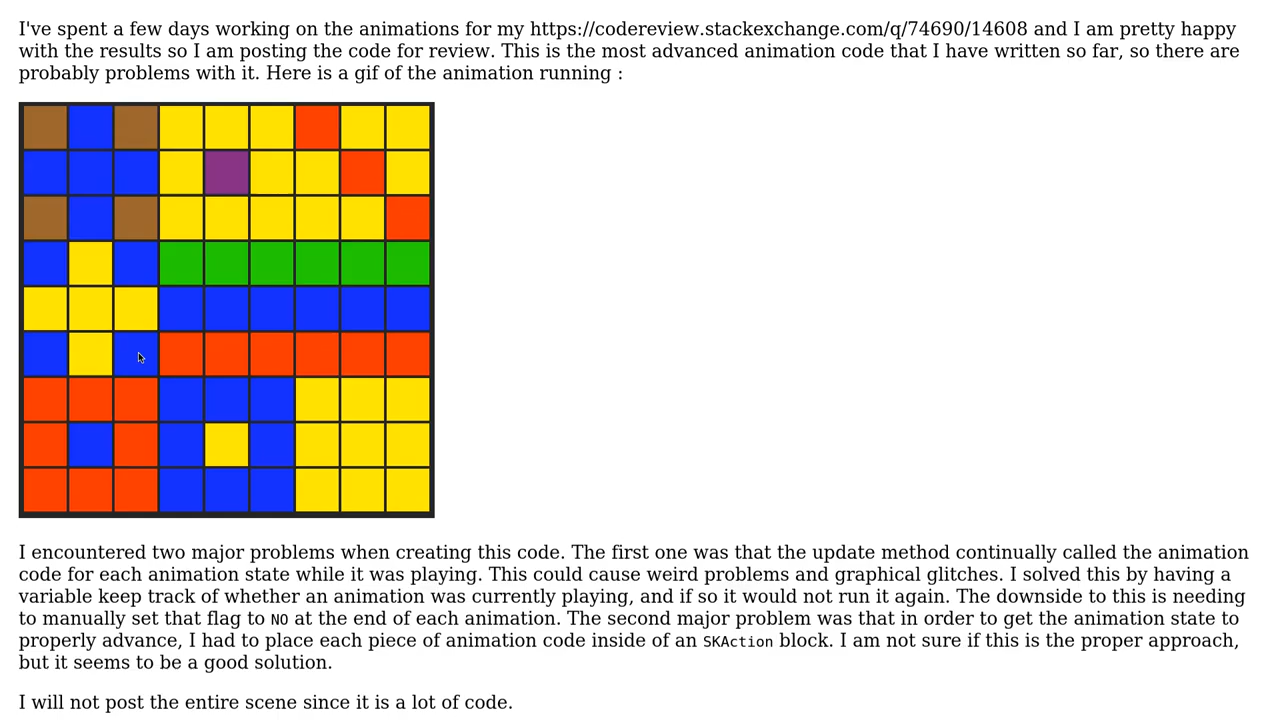 I've spent a few days working on the animations for my https://codereview.stackexchange.com/q/74690/14608 and I am pretty happy
with the results so I am posting the code for review. This is the most advanced animation code that I have written so far, so there are
probably problems with it. Here is a gif of the animation running :
I encountered two major problems when creating this code. The first one was that the update method continually called the animation
code for each animation state while it was playing. This could cause weird problems and graphical glitches. I solved this by having a
variable keep track of whether an animation was currently playing, and if so it would not run it again. The downside to this is needing
to manually set that flag to NO at the end of each animation. The second major problem was that in order to get the animation state to
properly advance, I had to place each piece of animation code inside of an SKAction block. I am not sure if this is the proper approach,
but it seems to be a good solution.
I will not post the entire scene since it is a lot of code.